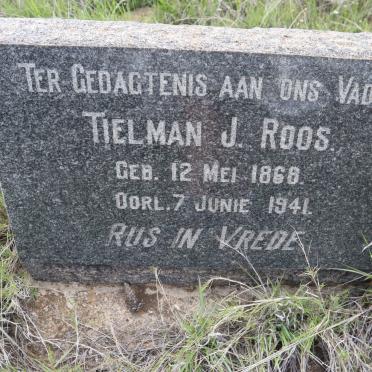 TER GEDAGTENIS AAN ONS VAD
TIELMAN J. ROOS.
GEB. 12 MEI 1868.
OORL. 7 JUNIE 1941.
RUS IN VREDE